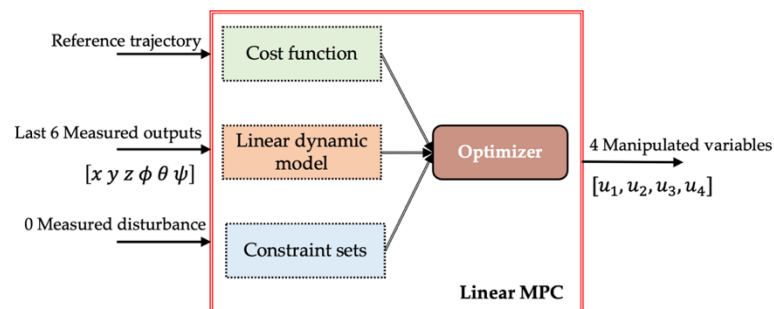 Reference trajectory
Cost function
Last 6 Measured outputs
[x y z ϕ θ ψ]
Linear dynamic
model
Optimizer
4 Manipulated variables
[u₁, u₂, u₃, u₄]
0 Measured disturbance
Constraint sets
Linear MPC